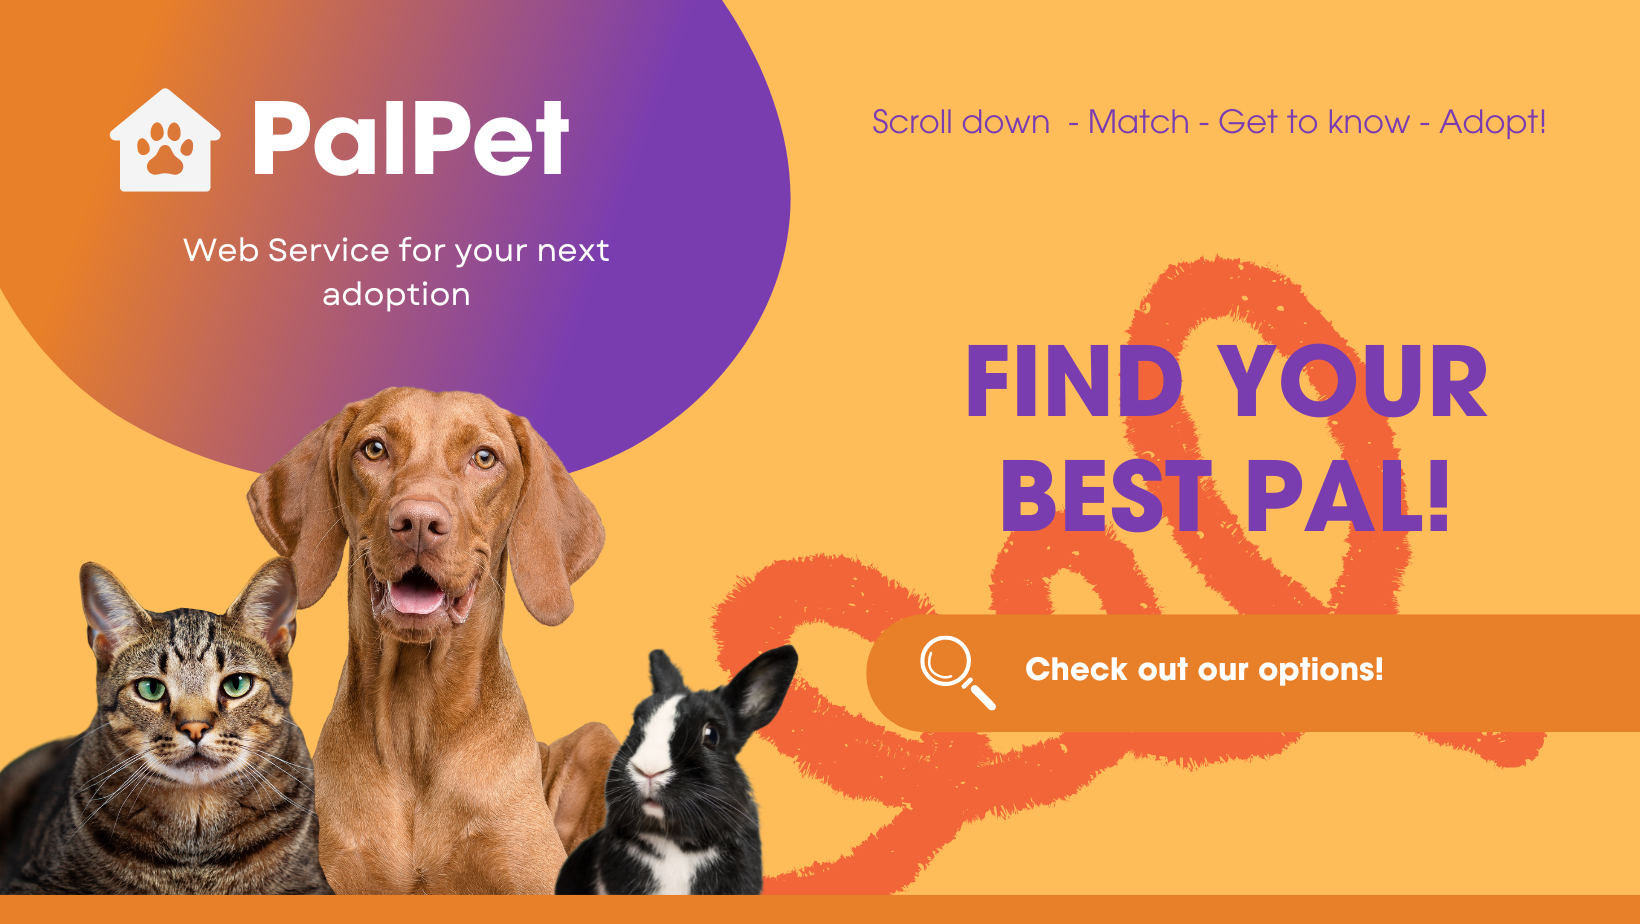 PalPet
Web Service for your next
adoption
Scroll down - Match - Get to know - Adopt!
FIND YOUR
BEST PAL!
Check out our options!